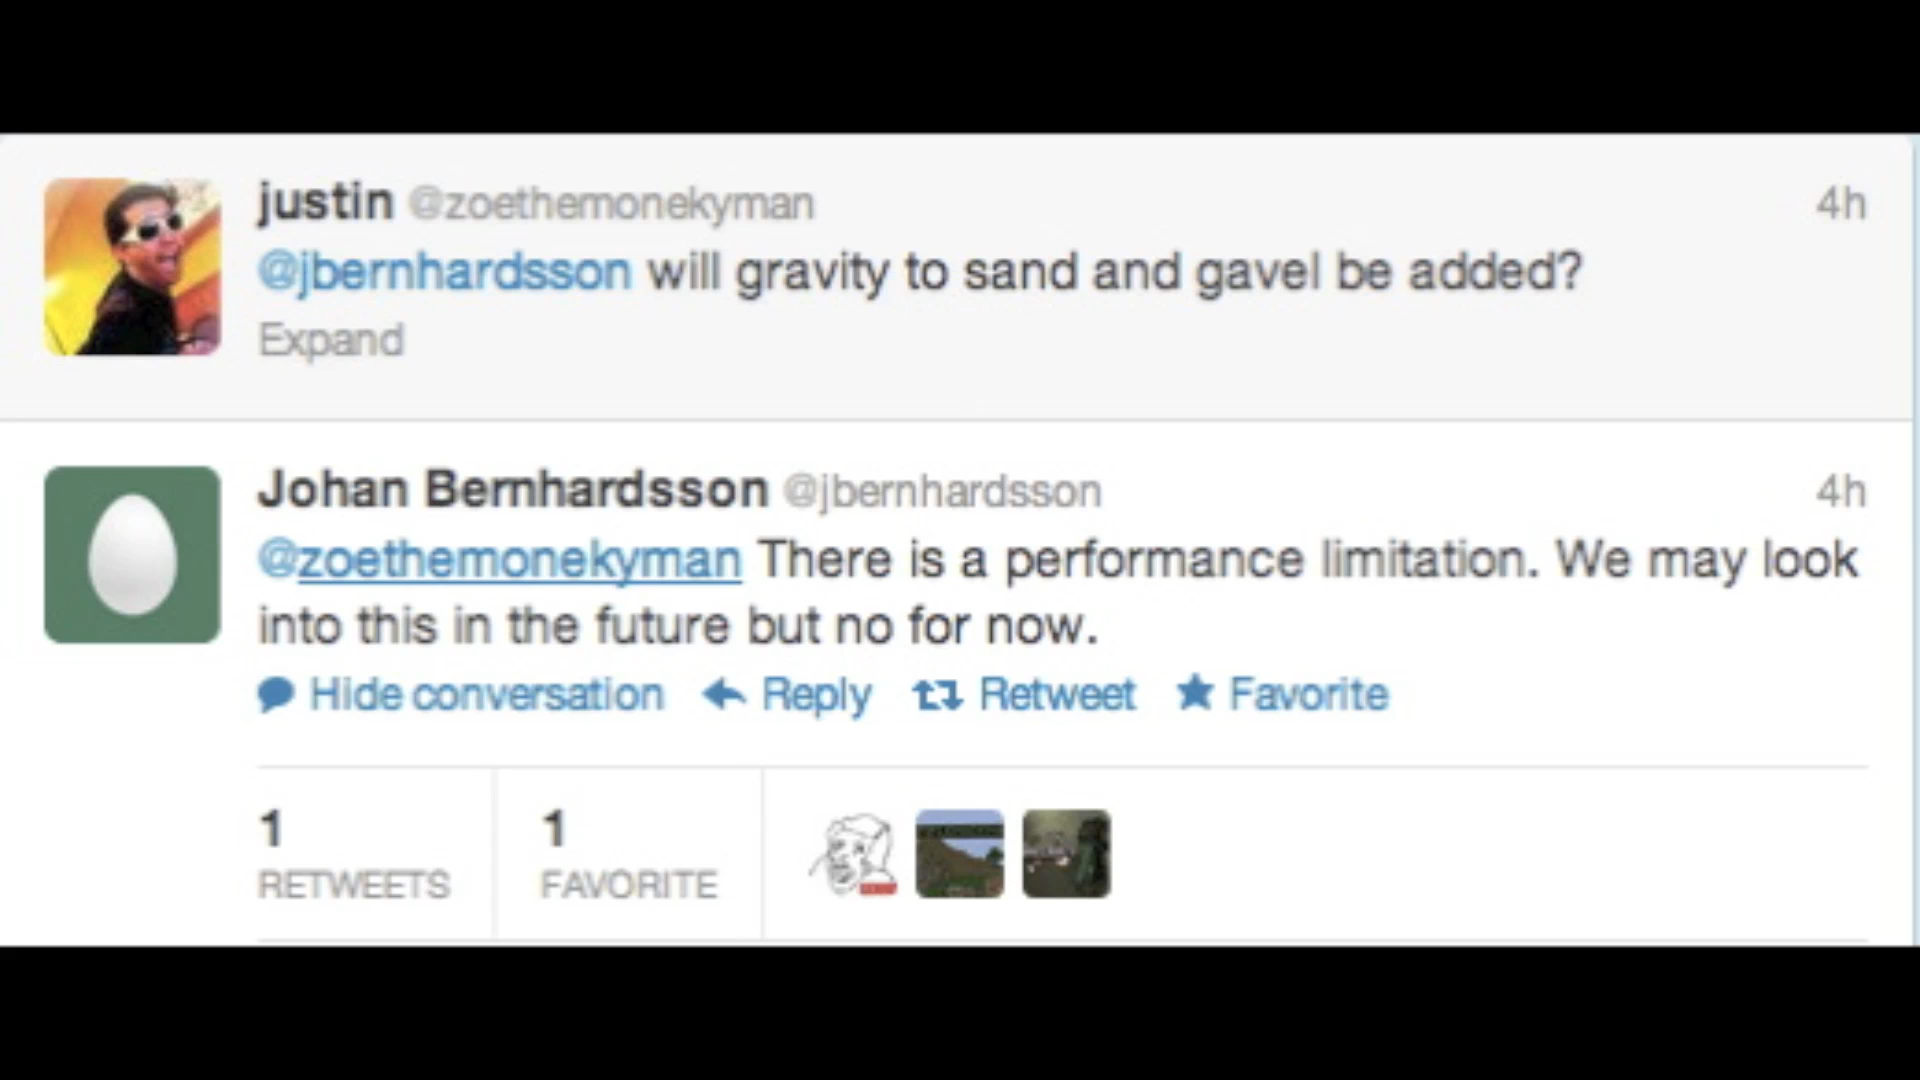 justin @zoethemonekyman 4h
@jbernhardsson will gravity to sand and gavel be added?
Expand
Johan Bernhardsson @jbernhardsson 4h
@zoethemonekyman There is a performance limitation. We may look
into this in the future but no for now.
Hide conversation Reply Retweet Favorite
1 1
RETWEETS FAVORITE